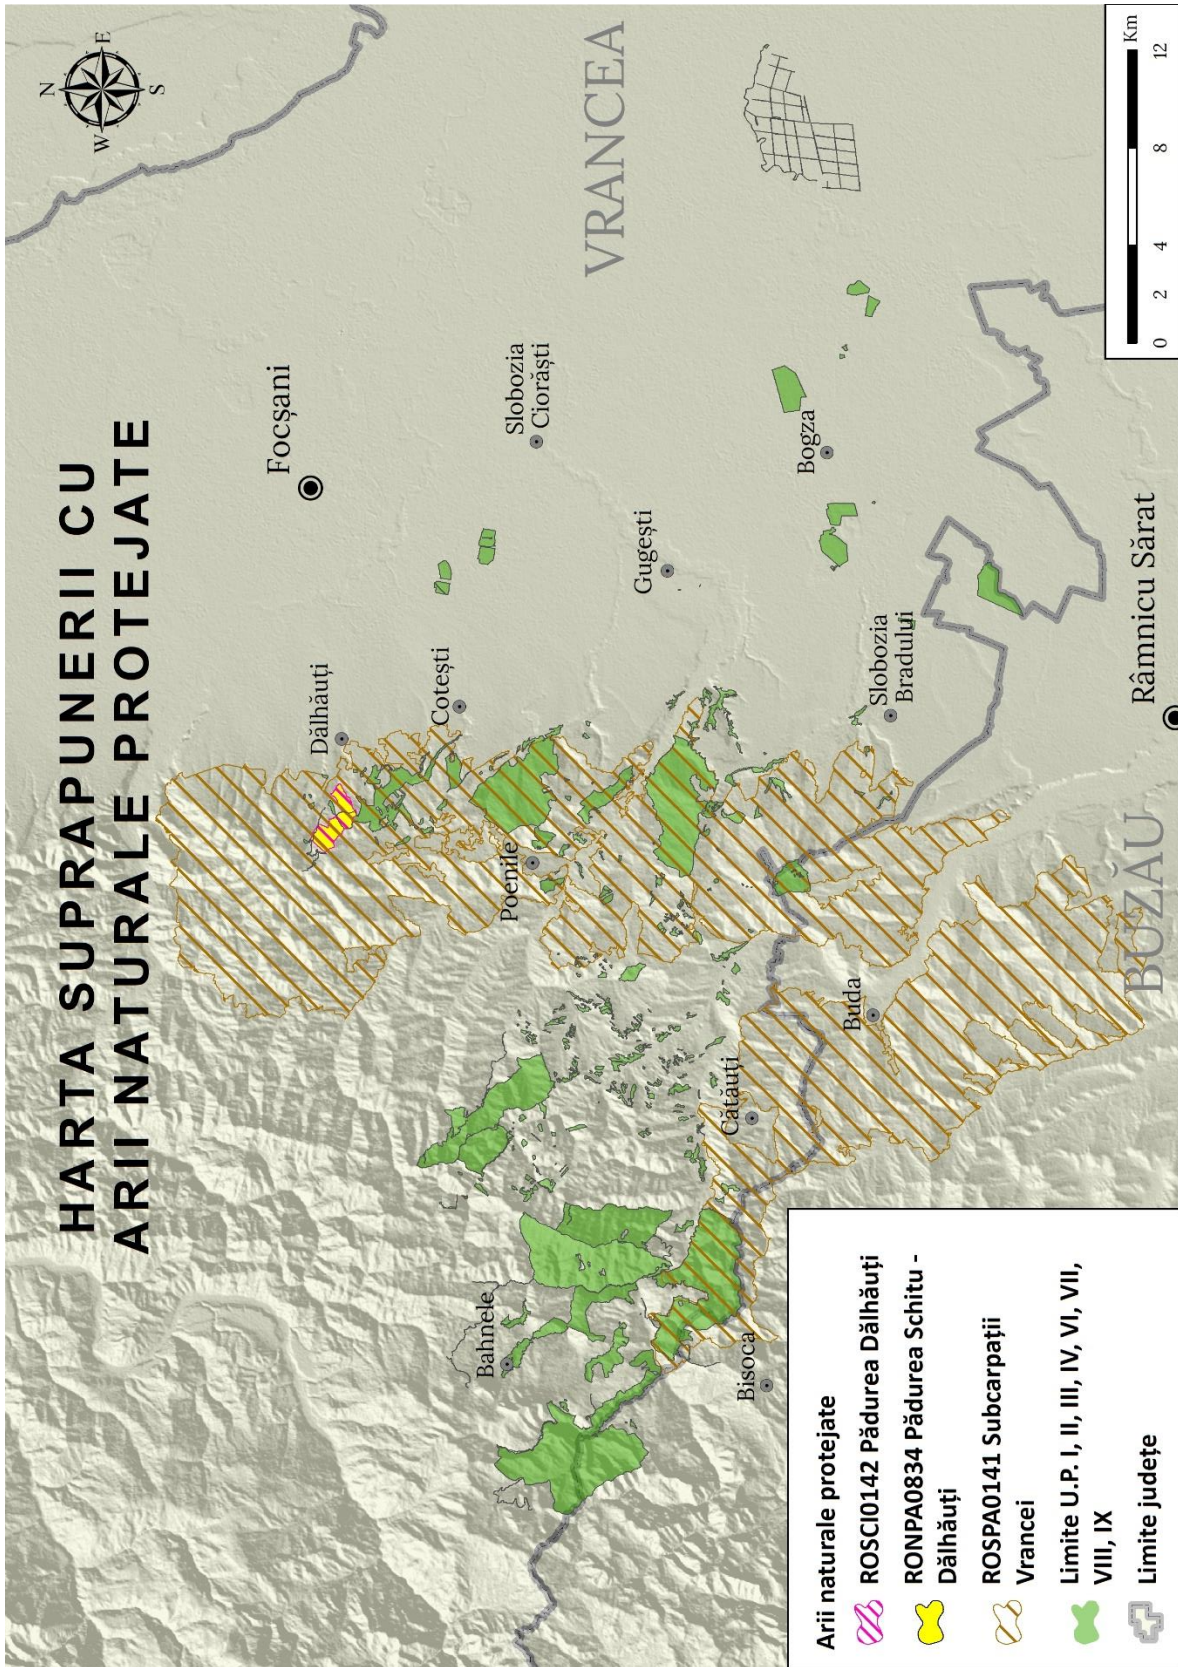 HARTA SUPRAPUNERII CU
ARII NATURALE PROTEJATE
N
E
S
W
Focșani
VRANCEA
Dălhăuți
Cotești
Slobozia
Ciorăști
Poenile
Gugești
Bahnele
Bogza
Bisoca
Cătăuți
Buda
Slobozia
Bradului
BUZĂU
Râmnicu Sărat
Arii naturale protejate
ROSCI0142 Pădurea Dălhăuți
RONPA0834 Pădurea Schitu -
Dălhăuți
ROSPA0141 Subcarpații
Vrancei
Limite U.P. I, II, III, IV, VI, VII,
VIII, IX
Limite județe
Km
0 2 4 8 12